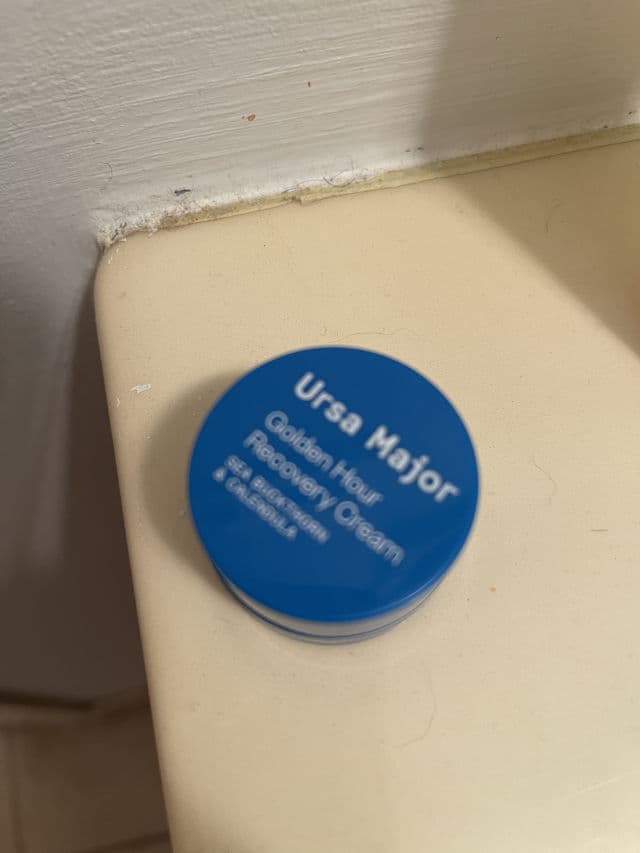 Ursa Major
Golden Hour
Recovery Cream
SEA BUCKTHORN
& CALENDULA